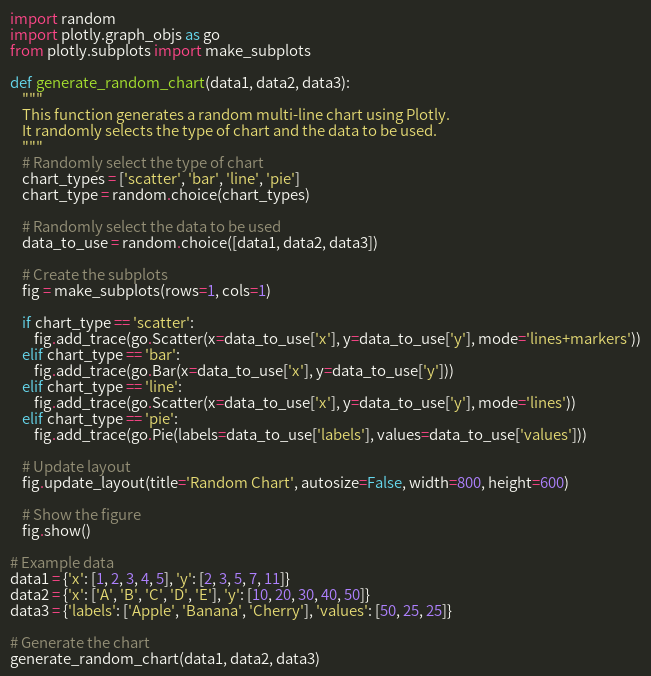 import random
import plotly.graph_objs as go
from plotly.subplots import make_subplots

def generate_random_chart(data1, data2, data3):
    """
    This function generates a random multi-line chart using Plotly.
    It randomly selects the type of chart and the data to be used.
    """
    # Randomly select the type of chart
    chart_types = ['scatter', 'bar', 'line', 'pie']
    chart_type = random.choice(chart_types)

    # Randomly select the data to be used
    data_to_use = random.choice([data1, data2, data3])

    # Create the subplots
    fig = make_subplots(rows=1, cols=1)

    if chart_type == 'scatter':
        fig.add_trace(go.Scatter(x=data_to_use['x'], y=data_to_use['y'], mode='lines+markers'))
    elif chart_type == 'bar':
        fig.add_trace(go.Bar(x=data_to_use['x'], y=data_to_use['y']))
    elif chart_type == 'line':
        fig.add_trace(go.Scatter(x=data_to_use['x'], y=data_to_use['y'], mode='lines'))
    elif chart_type == 'pie':
        fig.add_trace(go.Pie(labels=data_to_use['labels'], values=data_to_use['values']))

    # Update layout
    fig.update_layout(title='Random Chart', autosize=False, width=800, height=600)

    # Show the figure
    fig.show()

# Example data
data1 = {'x': [1, 2, 3, 4, 5], 'y': [2, 3, 5, 7, 11]}
data2 = {'x': ['A', 'B', 'C', 'D', 'E'], 'y': [10, 20, 30, 40, 50]}
data3 = {'labels': ['Apple', 'Banana', 'Cherry'], 'values': [50, 25, 25]}

# Generate the chart
generate_random_chart(data1, data2, data3)